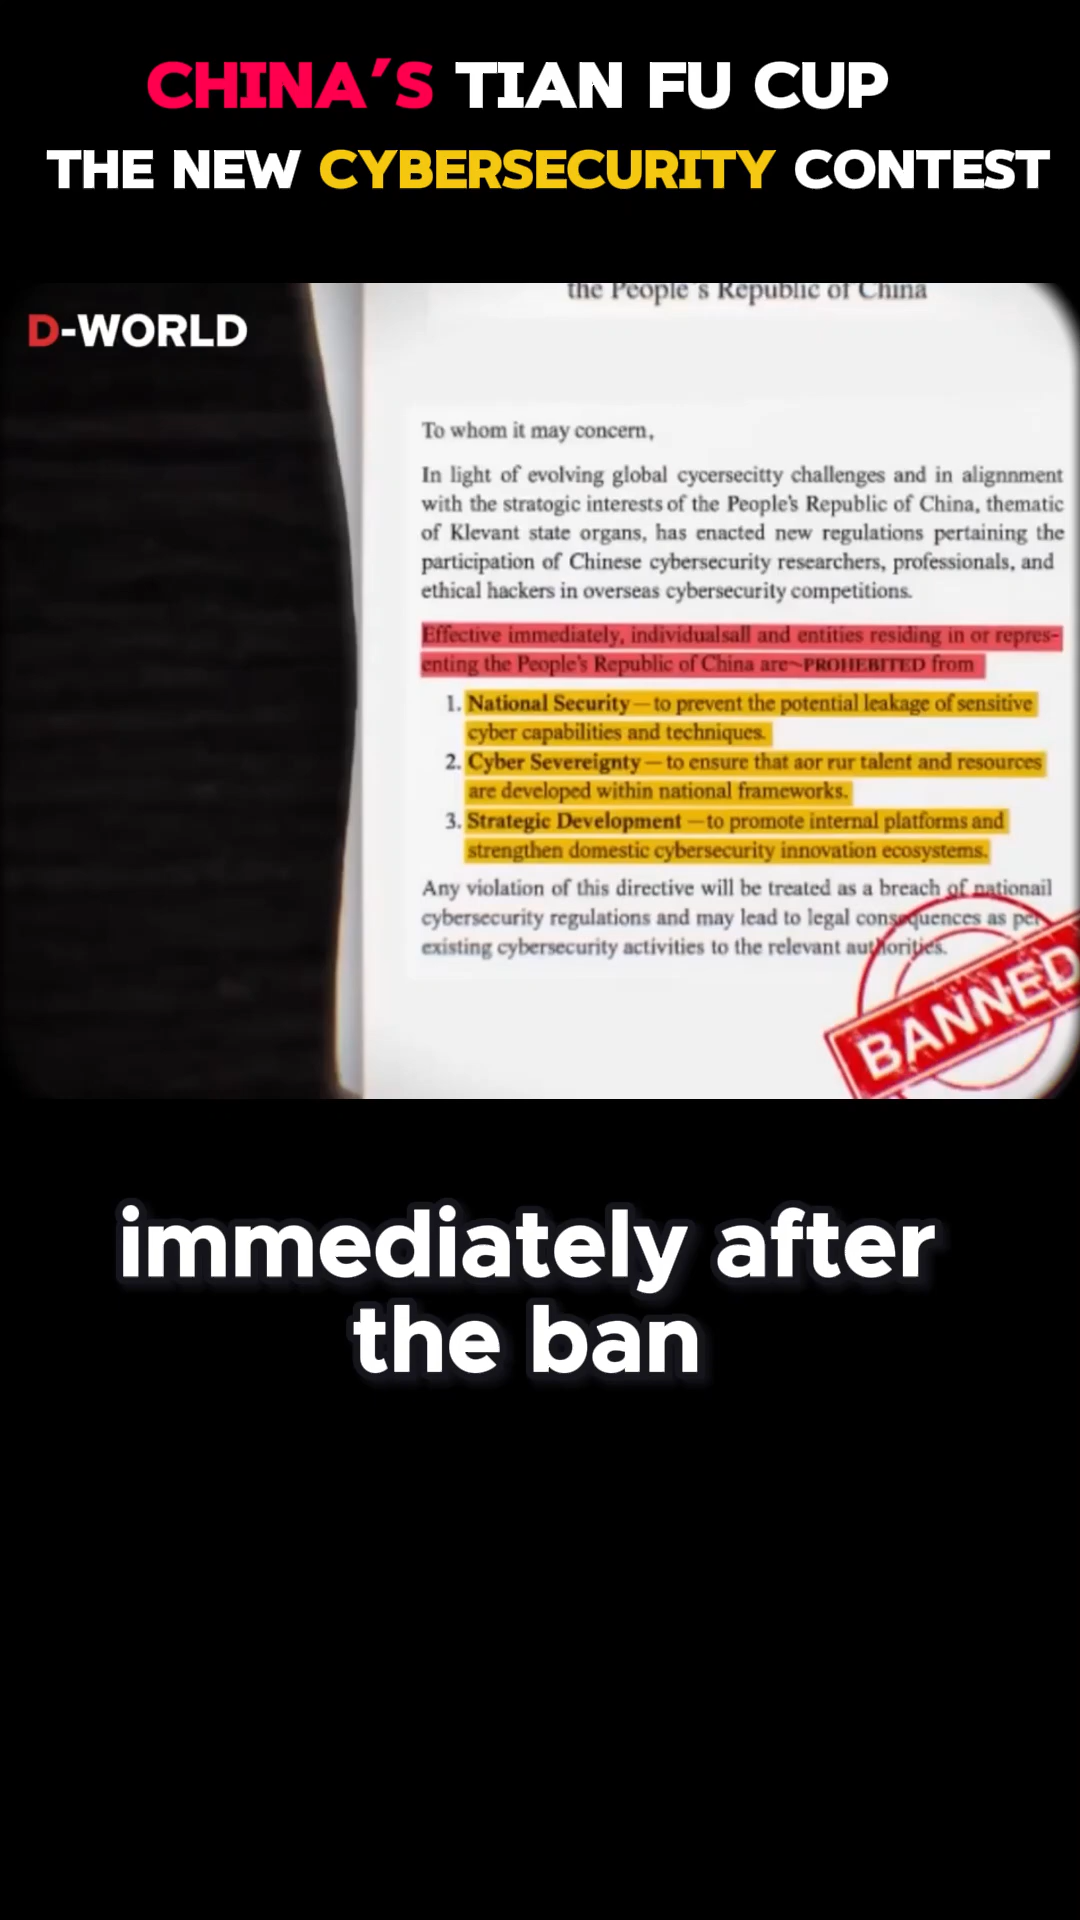 CHINA'S TIAN FU CUP
THE NEW CYBERSECURITY CONTEST
D-WORLD
the People's Republic of China
To whom it may concern,
In light of evolving global cycersecitty challenges and in alignnment
with the stratogic interests of the People's Republic of China, thematic
of Klevant state organs, has enacted new regulations pertaining the
participation of Chinese cybersecurity researchers, professionals, and
ethical hackers in overseas cybersecurity competitions.
Effective immediately, individualsall and entities residing in or repres-
enting the People's Republic of China are~PROHEBITED from
1. National Security — to prevent the potential leakage of sensitive
cyber capabilities and techniques.
2. Cyber Severeignty — to ensure that aor rur talent and resources
are developed within national frameworks.
3. Strategic Development — to promote internal platforms and
strengthen domestic cybersecurity innovation ecosystems.
Any violation of this directive will be treated as a breach of nationail
cybersecurity regulations and may lead to legal consequences as per
existing cybersecurity activities to the relevant authorities.
BANNED
immediately after
the ban